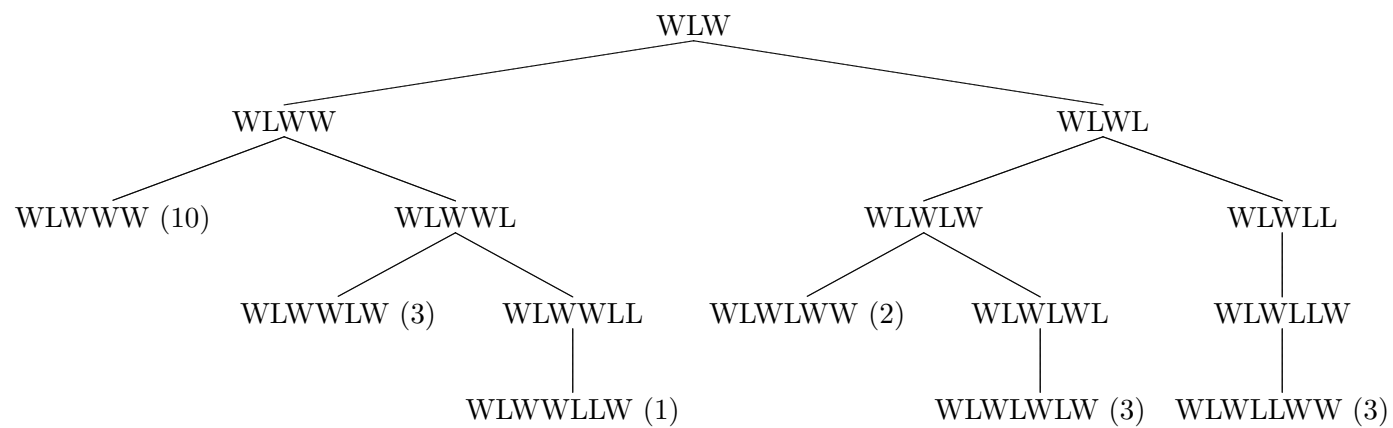 WLW
WLWW WLWL
WLWWW (10) WLWWL WLWLW WLWLL
WLWWLW (3) WLWWLL WLWLWW (2) WLWLWL WLWLLW
WLWWLLW (1) WLWLWLW (3) WLWLLWW (3)